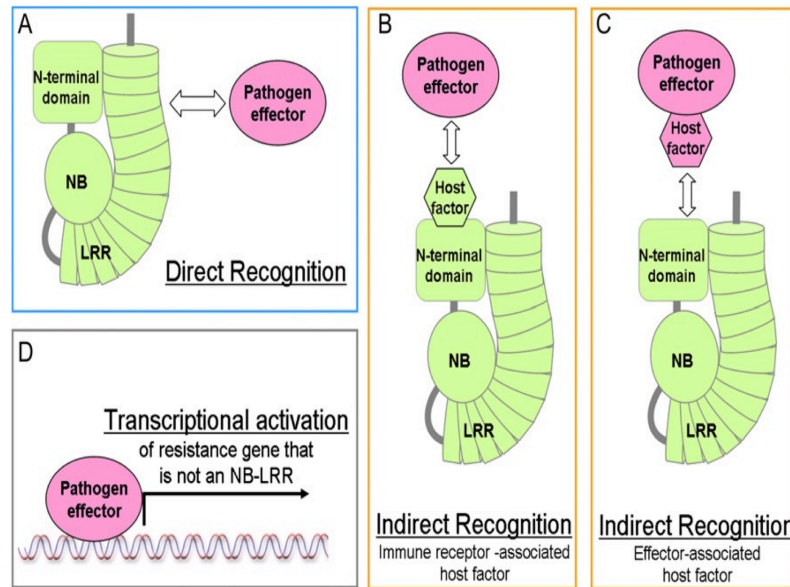 A
N-terminal
domain
NB
LRR
Pathogen
effector
Direct Recognition
B
Pathogen
effector
Host
factor
N-terminal
domain
NB
LRR
Indirect Recognition
Immune receptor -associated
host factor
C
Pathogen
effector
Host
factor
N-terminal
domain
NB
LRR
Indirect Recognition
Effector-associated
host factor
D
Transcriptional activation
of resistance gene that
is not an NB-LRR
Pathogen
effector